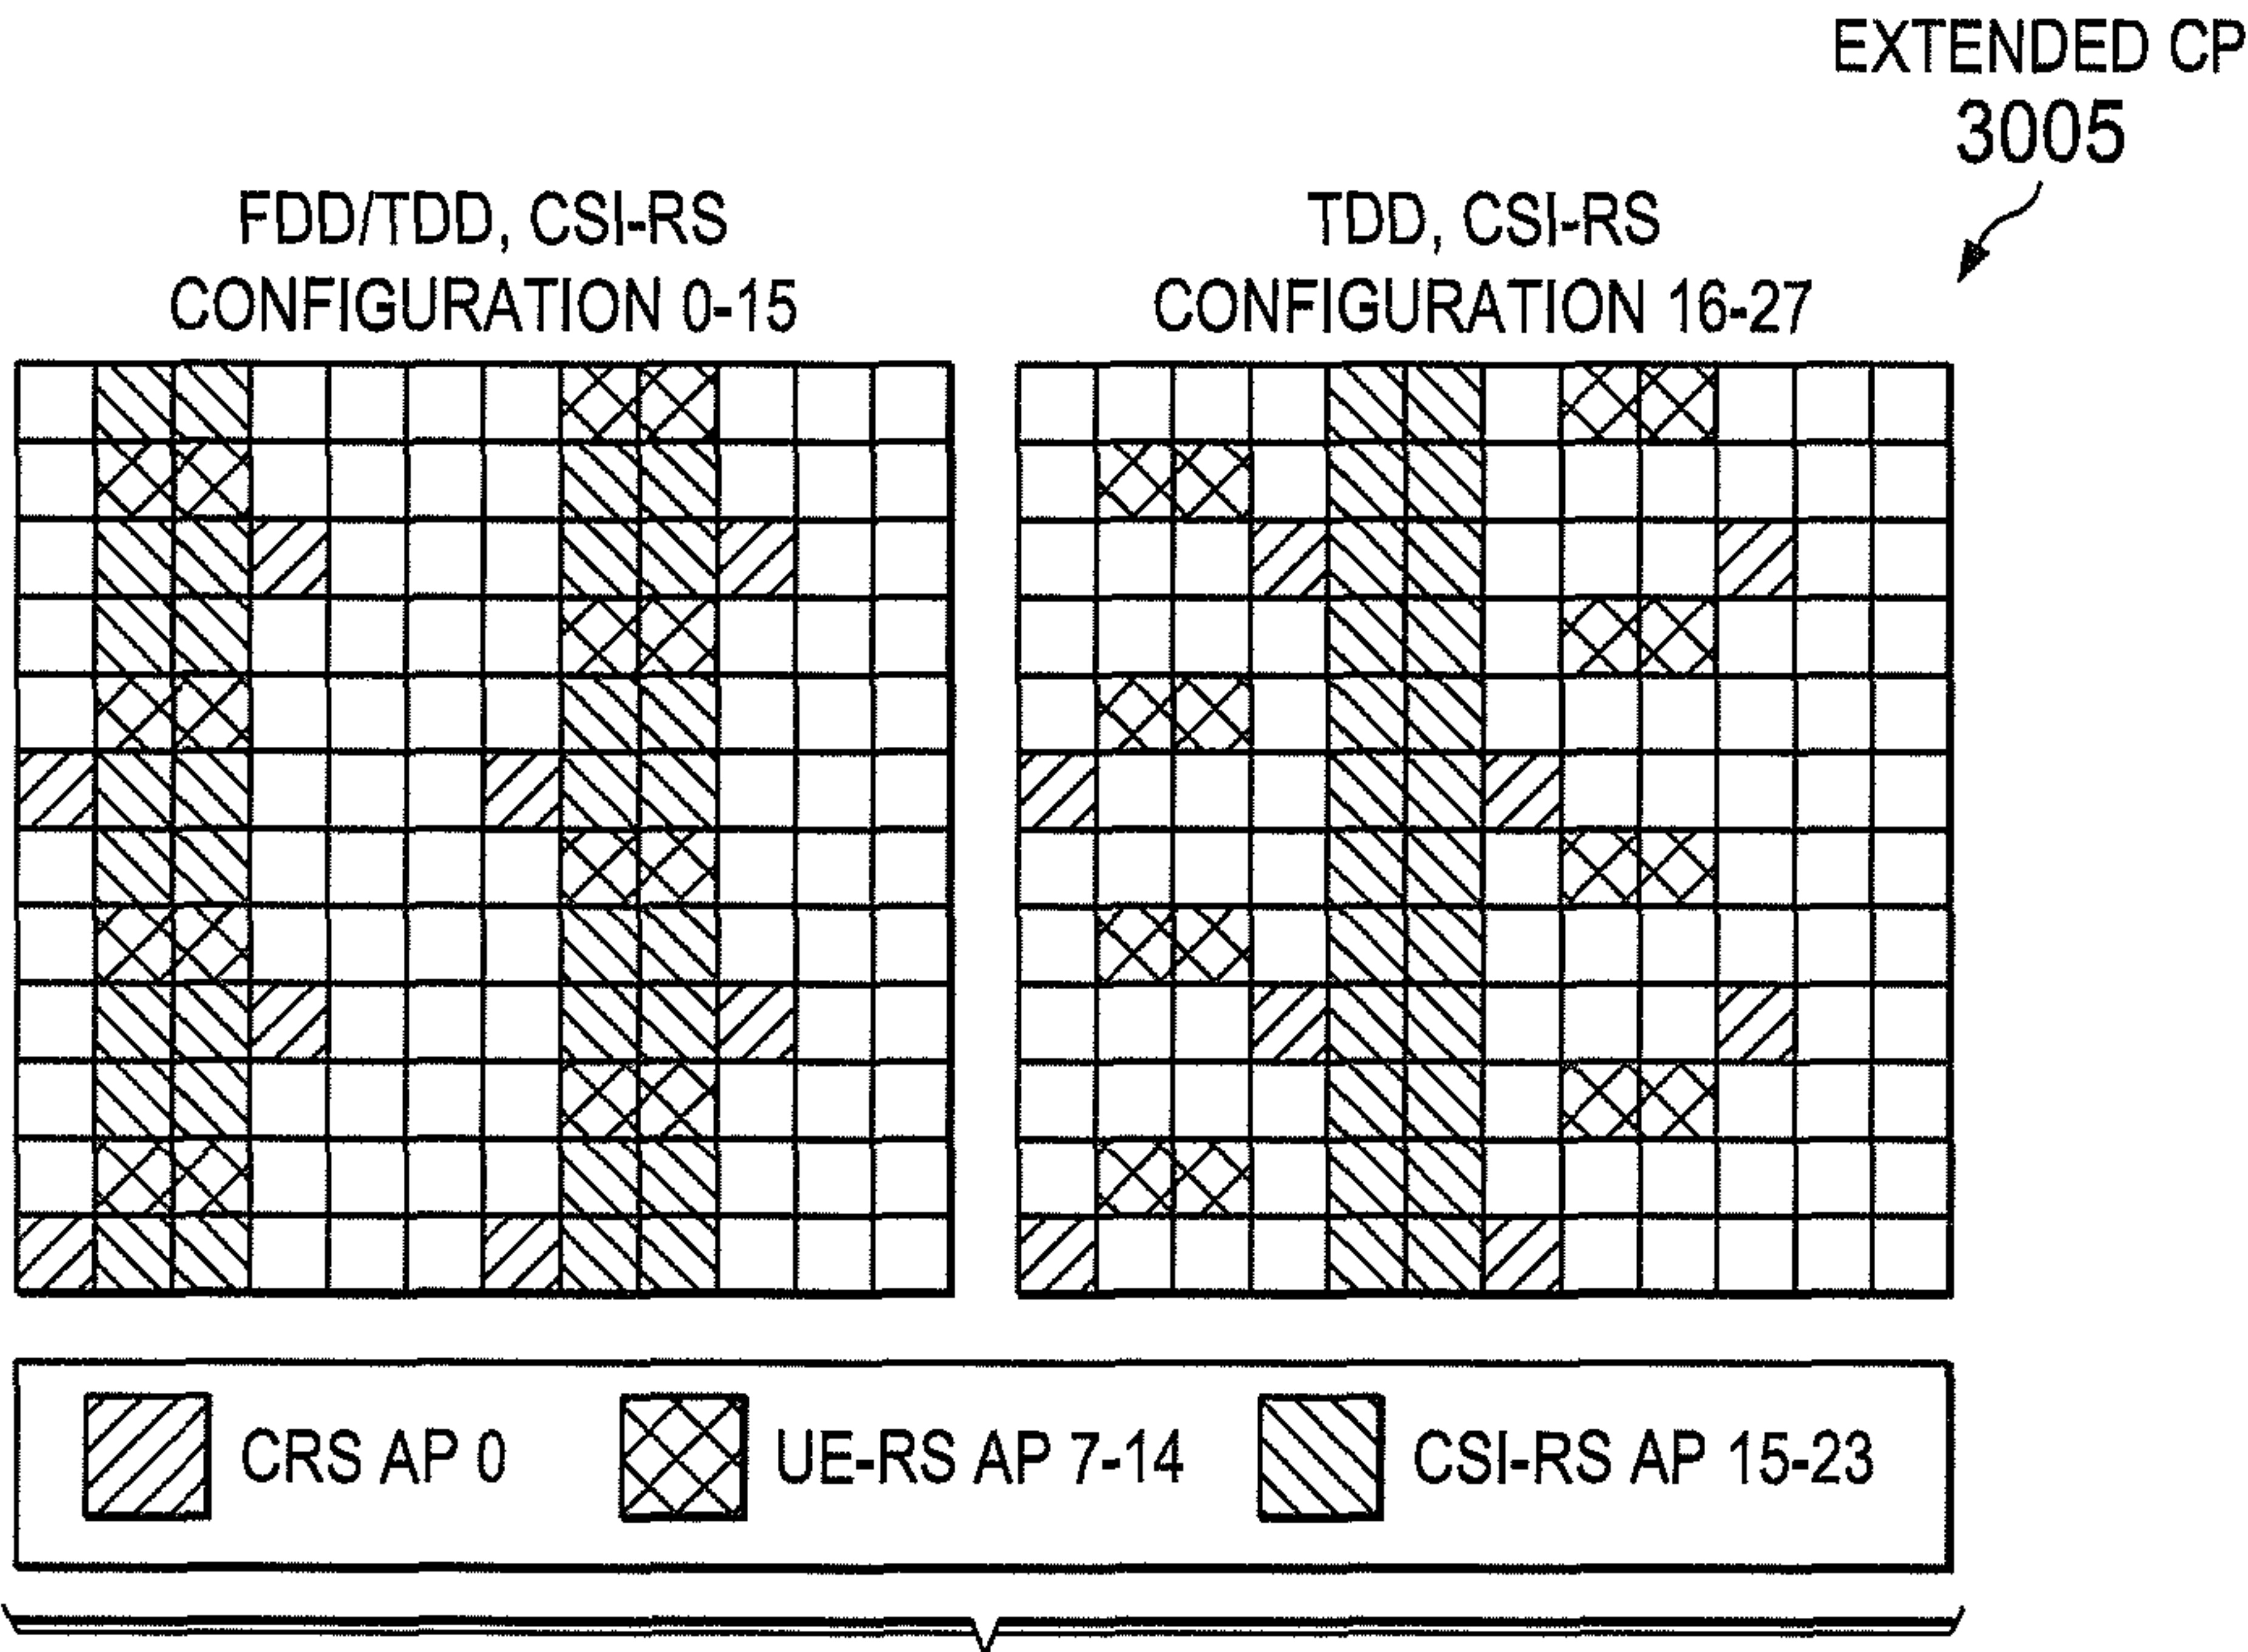 EXTENDED CP
3005
FDD/TDD, CSI-RS
CONFIGURATION 0-15
TDD, CSI-RS
CONFIGURATION 16-27
CRS AP 0
UE-RS AP 7-14
CSI-RS AP 15-23